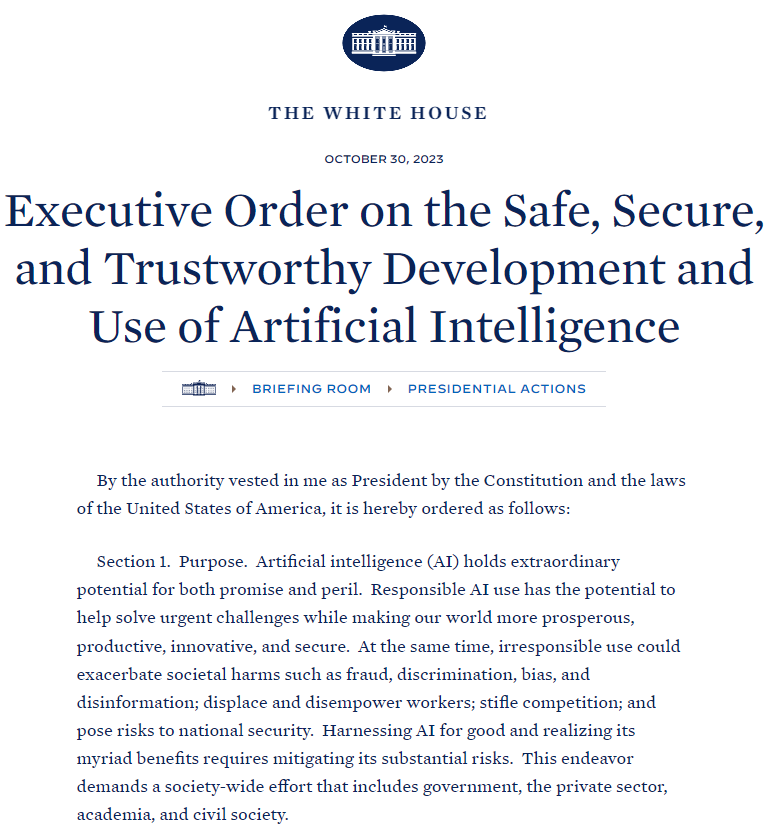 THE WHITE HOUSE
OCTOBER 30, 2023
Executive Order on the Safe, Secure,
and Trustworthy Development and
Use of Artificial Intelligence
BRIEFING ROOM PRESIDENTIAL ACTIONS
By the authority vested in me as President by the Constitution and the laws
of the United States of America, it is hereby ordered as follows:
Section 1.  Purpose.  Artificial intelligence (AI) holds extraordinary
potential for both promise and peril.  Responsible AI use has the potential to
help solve urgent challenges while making our world more prosperous,
productive, innovative, and secure.  At the same time, irresponsible use could
exacerbate societal harms such as fraud, discrimination, bias, and
disinformation; displace and disempower workers; stifle competition; and
pose risks to national security.  Harnessing AI for good and realizing its
myriad benefits requires mitigating its substantial risks.  This endeavor
demands a society-wide effort that includes government, the private sector,
academia, and civil society.